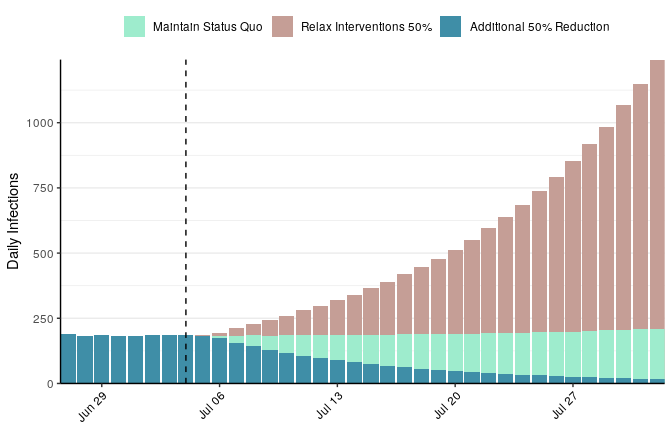 Maintain Status Quo Relax Interventions 50% Additional 50% Reduction
Daily Infections
1000
750
500
250
0
Jun 29 Jul 06 Jul 13 Jul 20 Jul 27